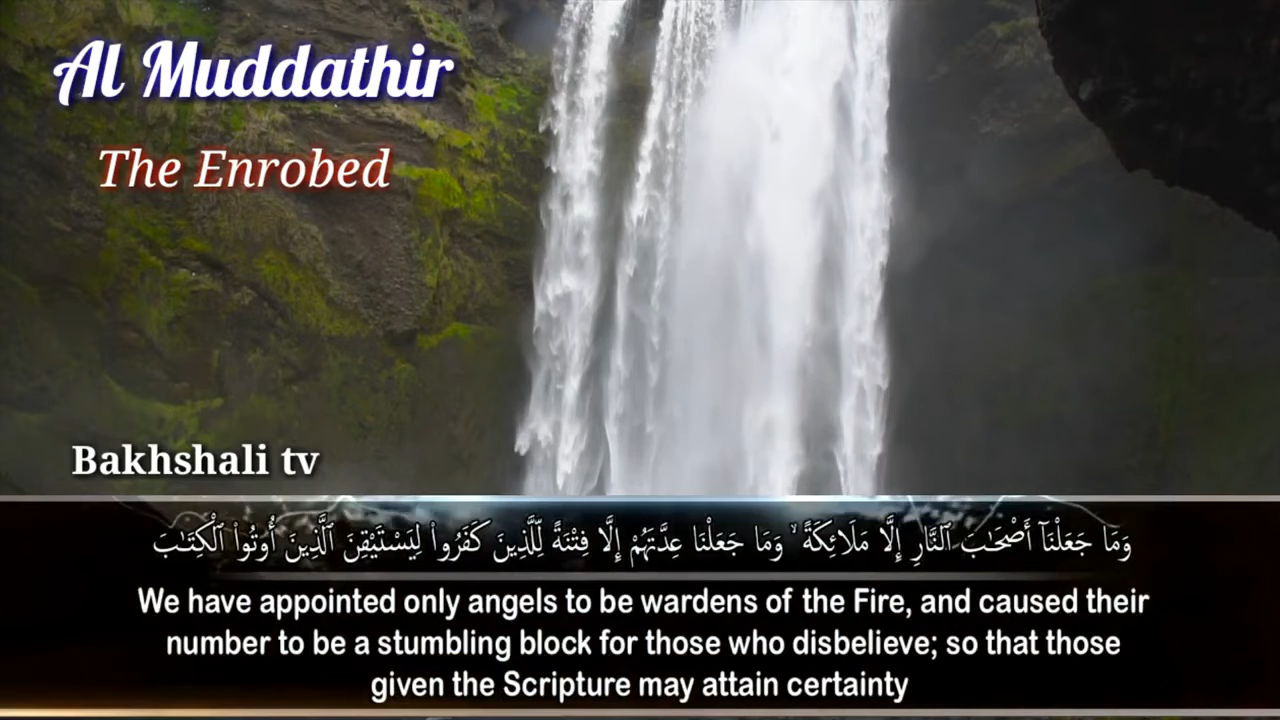 Al Muddathir
The Enrobed
Bakhshali tv
وَمَا جَعَلْنَآ أَصْحَٰبَ ٱلنَّارِ إِلَّا مَلَٰٓئِكَةً ۙ وَمَا جَعَلْنَا عِدَّتَهُمْ إِلَّا فِتْنَةً لِّلَّذِينَ كَفَرُوا۟ لِيَسْتَيْقِنَ ٱلَّذِينَ أُوتُوا۟ ٱلْكِتَٰبَ
We have appointed only angels to be wardens of the Fire, and caused their
number to be a stumbling block for those who disbelieve; so that those
given the Scripture may attain certainty